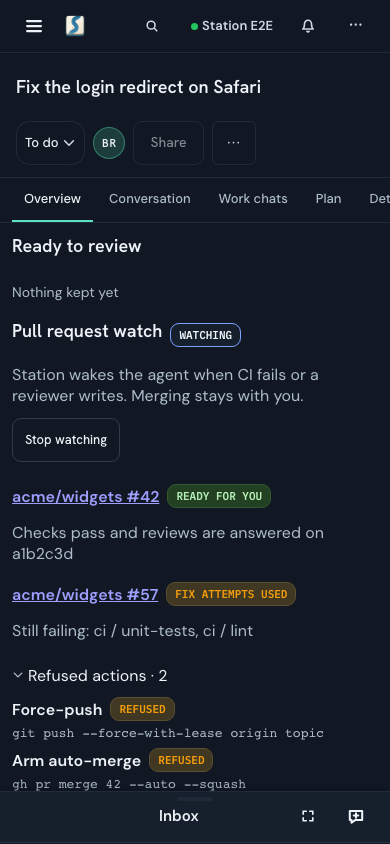 Station E2E
Fix the login redirect on Safari
To do
BR
Share
Overview Conversation Work chats Plan Det
Ready to review
Nothing kept yet
Pull request watch WATCHING
Station wakes the agent when CI fails or a
reviewer writes. Merging stays with you.
Stop watching
acme/widgets #42 READY FOR YOU
Checks pass and reviews are answered on
a1b2c3d
acme/widgets #57 FIX ATTEMPTS USED
Still failing: ci / unit-tests, ci / lint
Refused actions · 2
Force-push REFUSED
git push --force-with-lease origin topic
Arm auto-merge REFUSED
gh pr merge 42 --auto --squash
Inbox